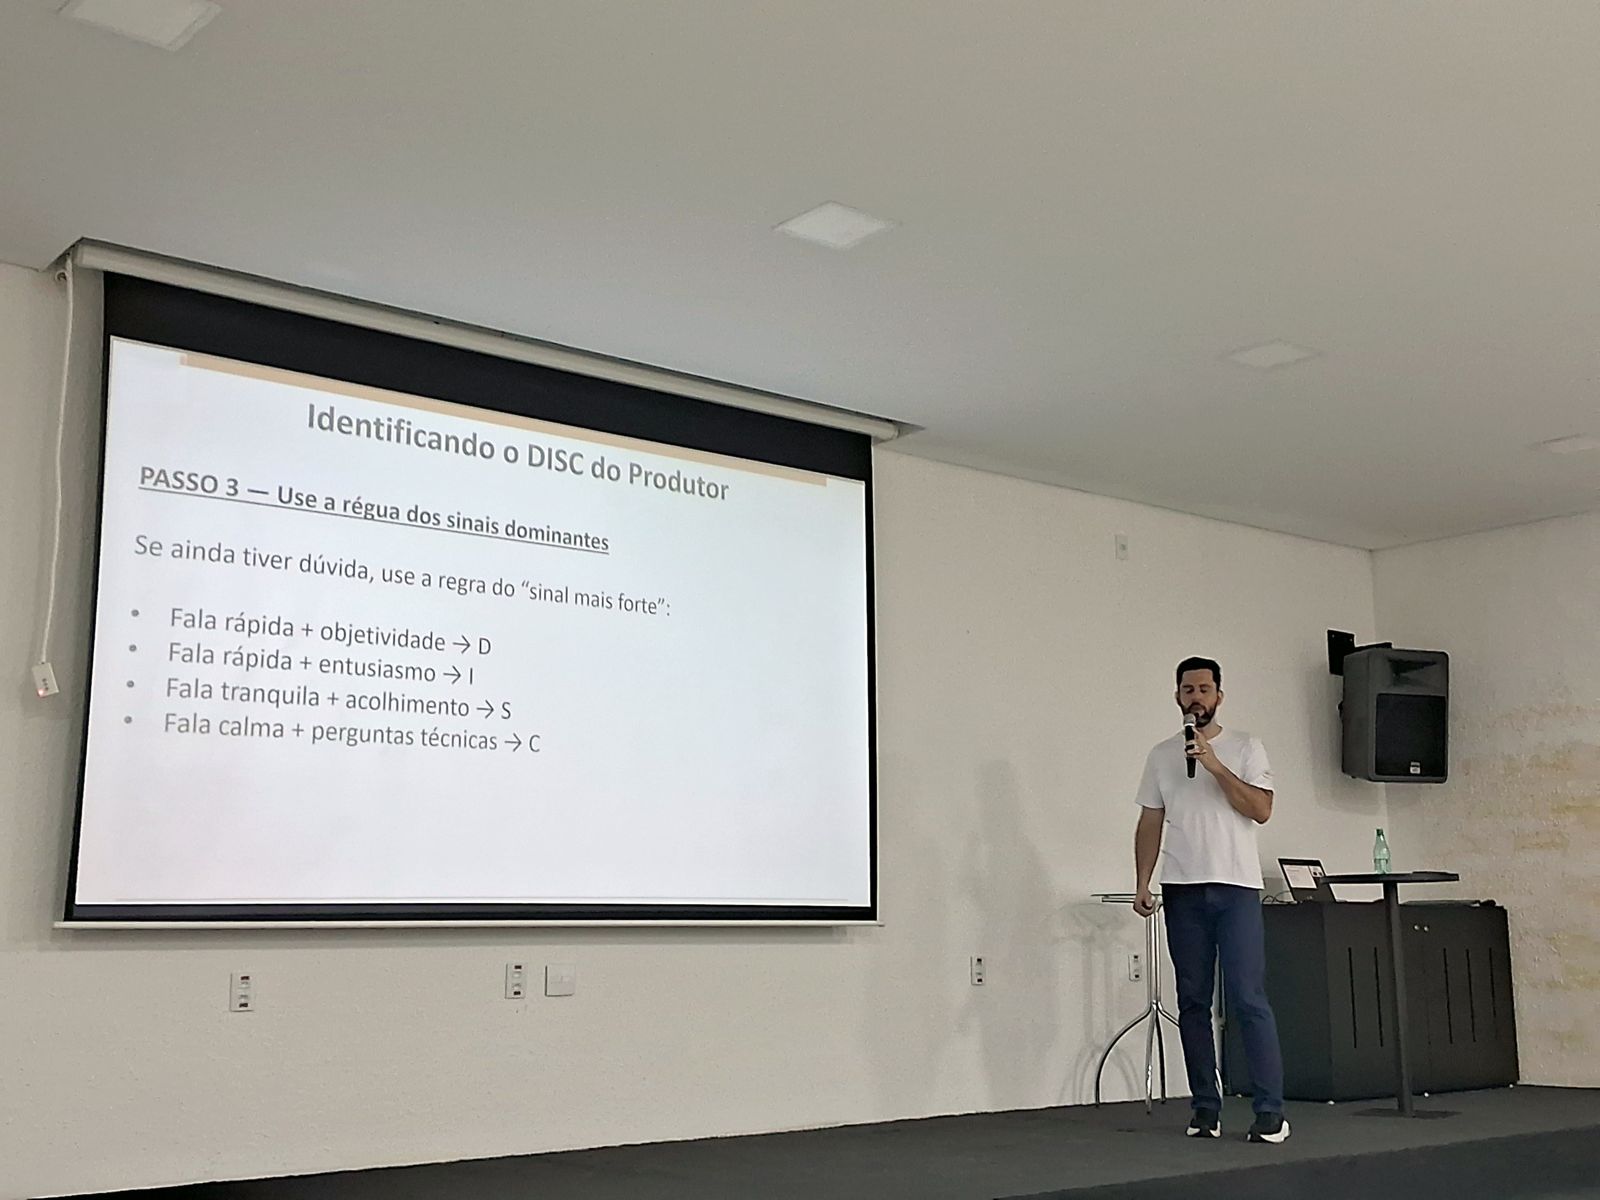 Identificando o DISC do Produtor
PASSO 3 — Use a régua dos sinais dominantes
Se ainda tiver dúvida, use a regra do “sinal mais forte”:
• Fala rápida + objetividade → D
• Fala rápida + entusiasmo → I
• Fala tranquila + acolhimento → S
• Fala calma + perguntas técnicas → C